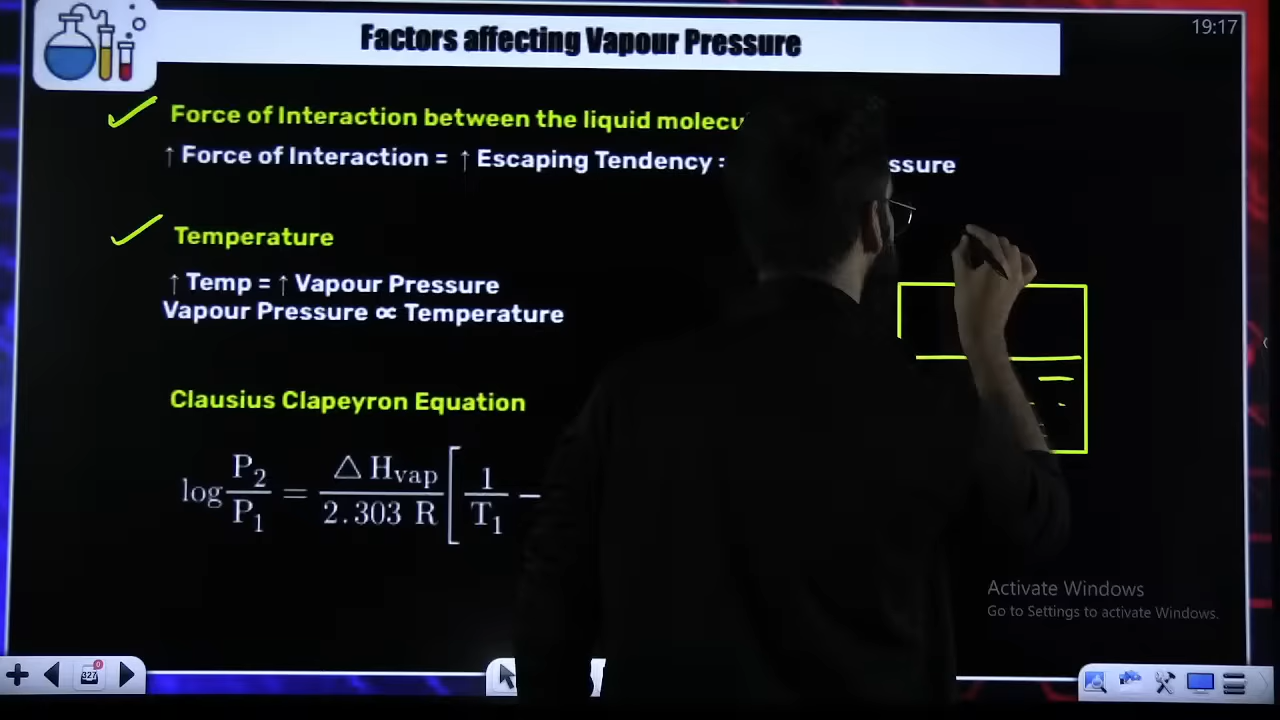 Factors affecting Vapour Pressure
19:17
Force of Interaction between the liquid
↑ Force of Interaction = ↑ Escaping Tendency :
Temperature
↑ Temp = ↑ Vapour Pressure
Vapour Pressure ∝ Temperature
Clausius Clapeyron Equation
log P₂/P₁ = △ Hvap / 2.303 R [ 1/T₁ −
Activate Windows
Go to Settings to activate Windows.
327